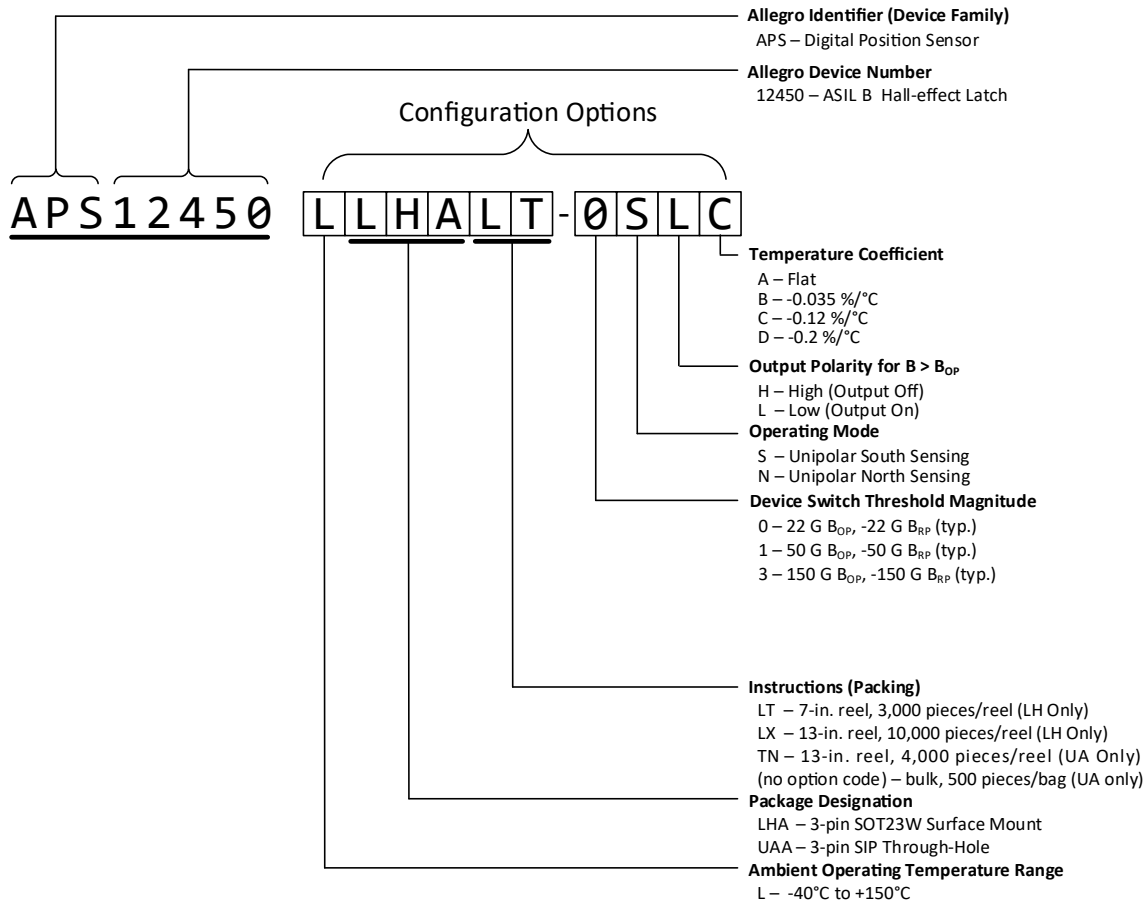 Allegro Identifier (Device Family)
APS – Digital Position Sensor
Allegro Device Number
12450 – ASIL B Hall-effect Latch
Configuration Options
APS12450 LLHALT-0SLC
Temperature Coefficient
A – Flat
B – -0.035 %/°C
C – -0.12 %/°C
D – -0.2 %/°C
Output Polarity for B > BOP
H – High (Output Off)
L – Low (Output On)
Operating Mode
S – Unipolar South Sensing
N – Unipolar North Sensing
Device Switch Threshold Magnitude
0 – 22 G BOP, -22 G BRP (typ.)
1 – 50 G BOP, -50 G BRP (typ.)
3 – 150 G BOP, -150 G BRP (typ.)
Instructions (Packing)
LT – 7-in. reel, 3,000 pieces/reel (LH Only)
LX – 13-in. reel, 10,000 pieces/reel (LH Only)
TN – 13-in. reel, 4,000 pieces/reel (UA Only)
(no option code) – bulk, 500 pieces/bag (UA only)
Package Designation
LHA – 3-pin SOT23W Surface Mount
UAA – 3-pin SIP Through-Hole
Ambient Operating Temperature Range
L – -40°C to +150°C